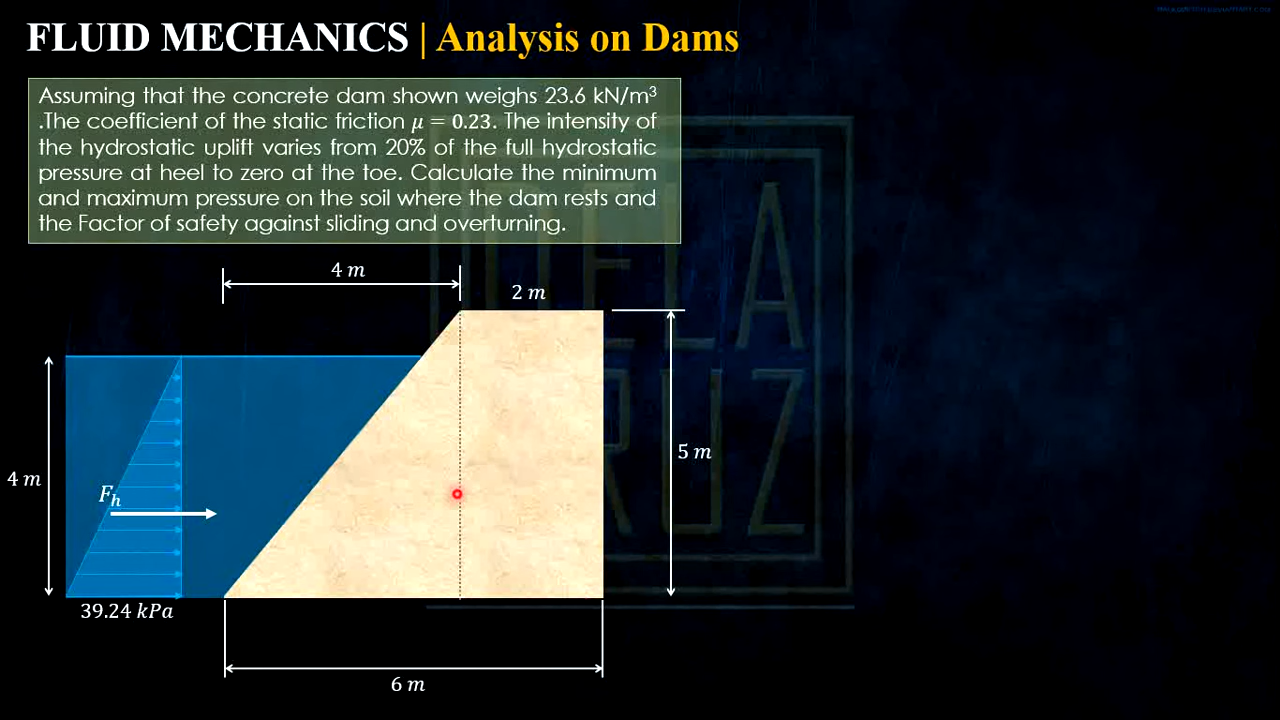 FLUID MECHANICS | Analysis on Dams
Assuming that the concrete dam shown weighs 23.6 kN/m³
.The coefficient of the static friction μ = 0.23. The intensity of
the hydrostatic uplift varies from 20% of the full hydrostatic
pressure at heel to zero at the toe. Calculate the minimum
and maximum pressure on the soil where the dam rests and
the Factor of safety against sliding and overturning.
4 m
2 m
5 m
4 m
F_h
39.24 kPa
6 m
DELA
CRUZ